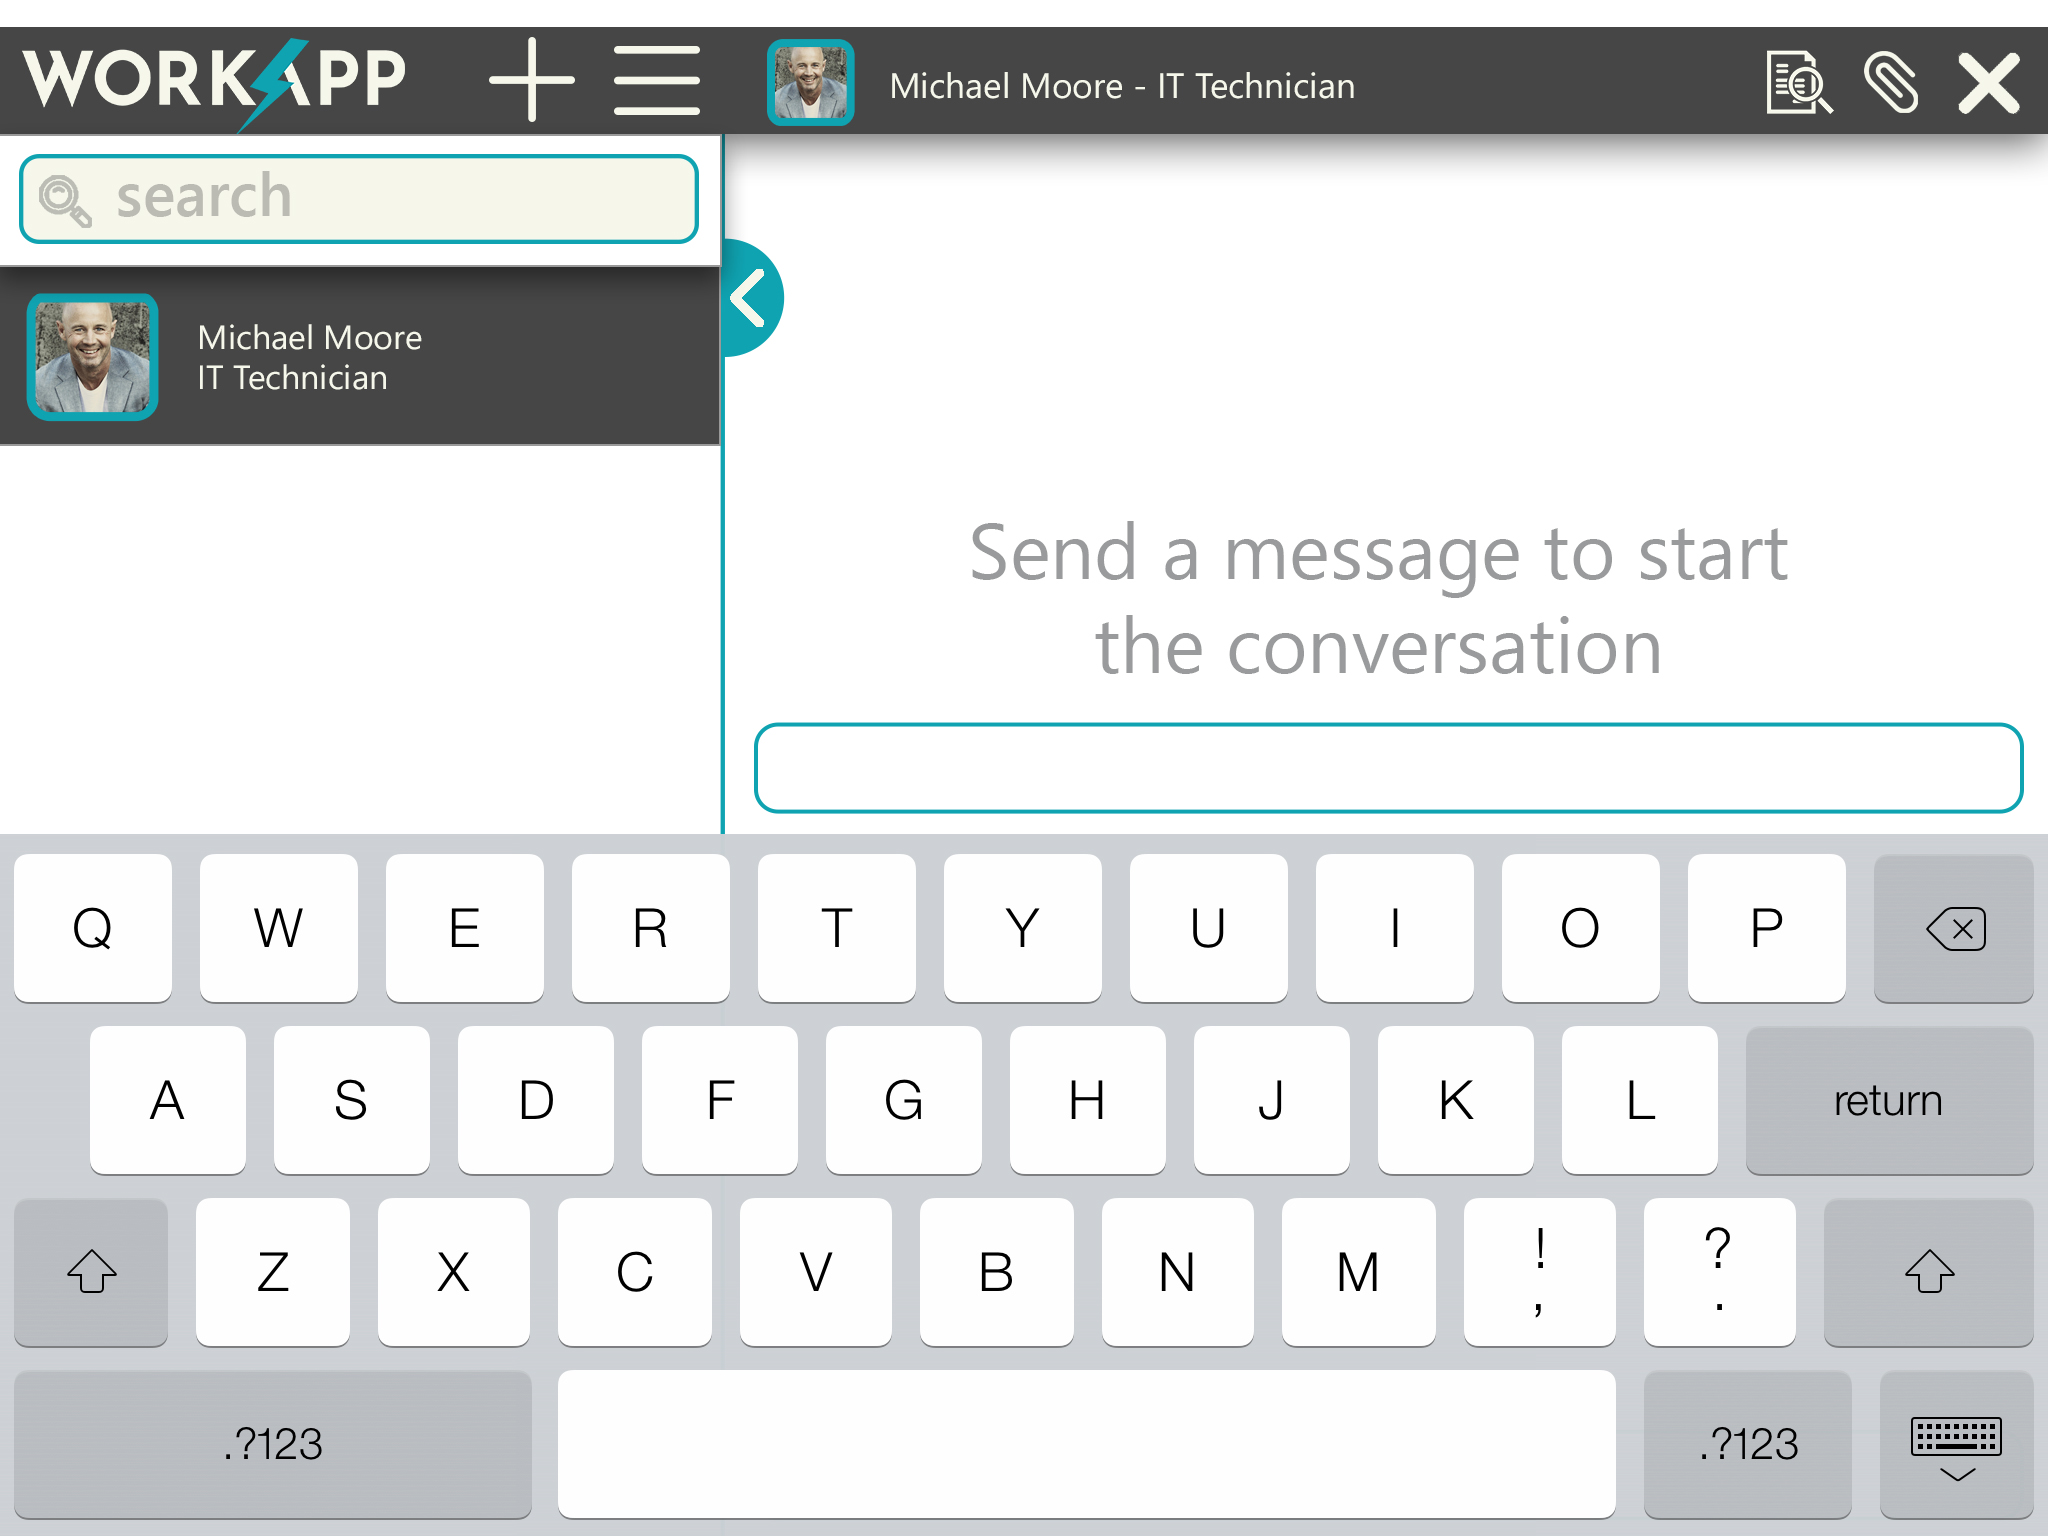 WORKAPP
Michael Moore - IT Technician
search
Michael Moore
IT Technician
Send a message to start
the conversation
Q W E R T Y U I O P
A S D F G H J K L return
Z X C V B N M ! ?
, .
.?123 .?123